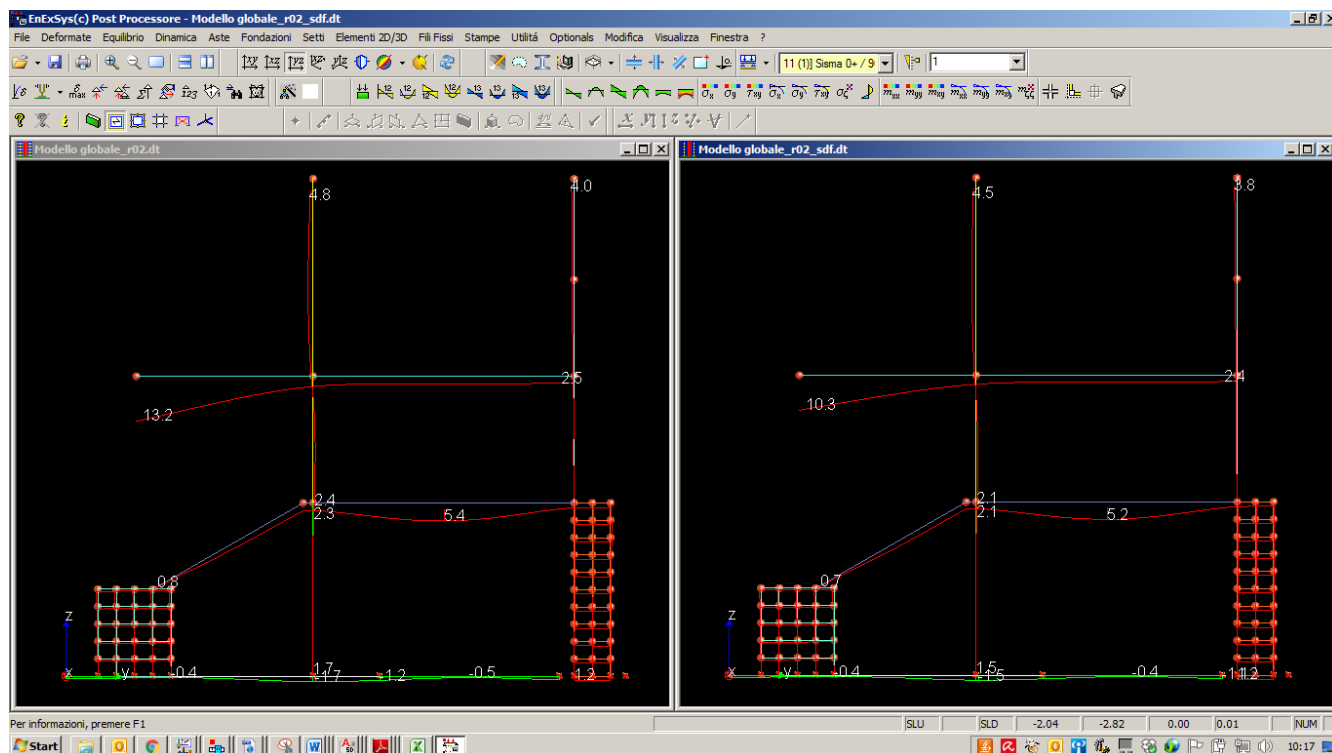 EnExSys(c) Post Processore - Modello globale_r02_sdf.dt
File Deformate Equilibrio Dinamica Aste Fondazioni Setti Elementi 2D/3D Fili Fissi Stampe Utilitá Optionals Modifica Visualizza Finestra ?
11 (1)] Sisma 0+ / 9 1
Modello globale_r02.dt
4.8 4.0
2.5
13.2
2.4
2.3 5.4
0.8
z
x y -0.4 1.7 -1.7 -1.2 -0.5 1.2
Modello globale_r02_sdf.dt
4.5 3.8
2.4
10.3
2.1
2.1 5.2
0.7
z
x y -0.4 1.5 -1.5 -0.4
Per informazioni, premere F1
SLU SLD -2.04 -2.82 0.00 0.01 NUM
Start 10:17